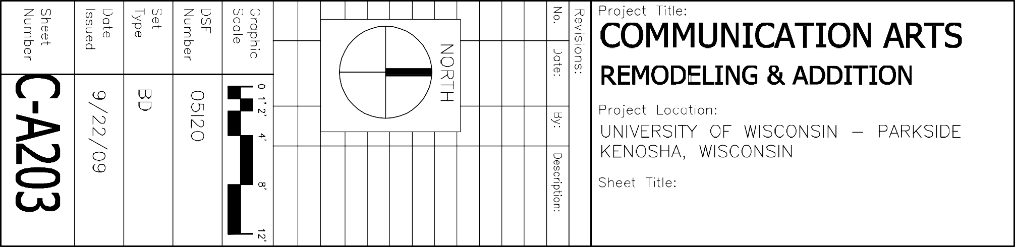 Project Title:
COMMUNICATION ARTS
REMODELING & ADDITION
Project Location:
UNIVERSITY OF WISCONSIN – PARKSIDE
KENOSHA, WISCONSIN
Sheet Title:
Revisions:
No. Date: By: Description:
NORTH
Graphic
Scale
0 1' 2' 4' 8' 12'
DSF
Number
05I20
Set
Type
BD
Date
Issued
9/22/09
Sheet
Number
C-A203